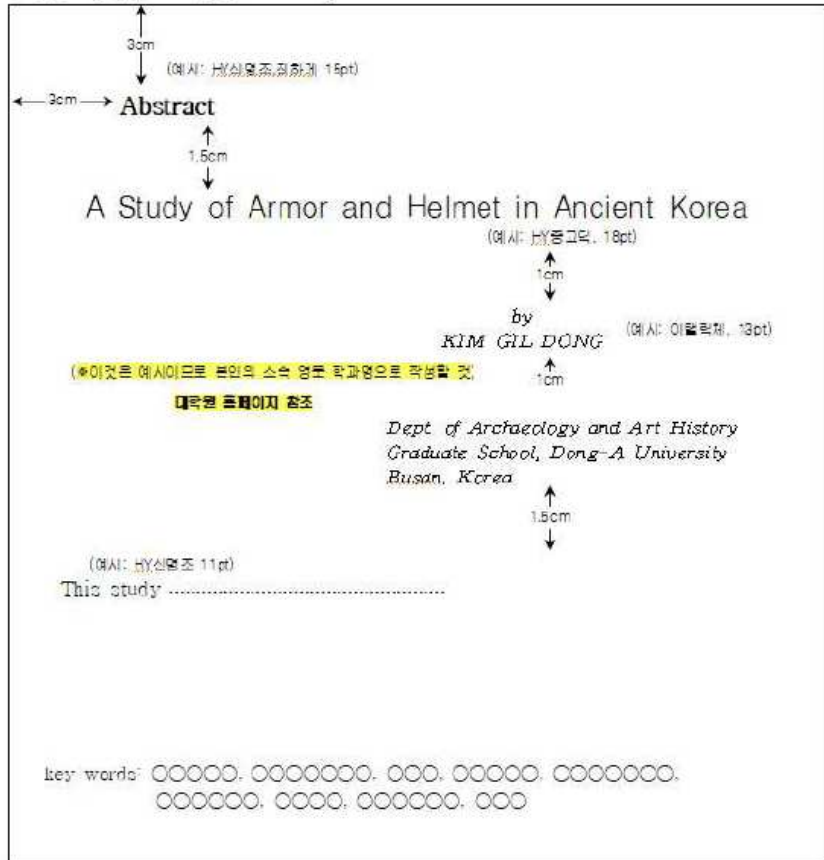 3cm
(예시: HY신명조,진하게 15pt)
3cm Abstract
1.5cm
A Study of Armor and Helmet in Ancient Korea
(예시: HY중고딕, 18pt)
1cm
by
KIM GIL DONG (예시: 이탤릭체, 13pt)
(※이것은 예시이므로 본인의 소속 영문 학과명으로 작성할 것)
1cm
대학원 홈페이지 참조
Dept. of Archaeology and Art History
Graduate School, Dong-A University
Busan, Korea
1.5cm
(예시: HY신명조 11pt)
This study ................................................
key words: ○○○○○, ○○○○○○○, ○○○, ○○○○○, ○○○○○○○,
○○○○○○, ○○○○, ○○○○○○, ○○○